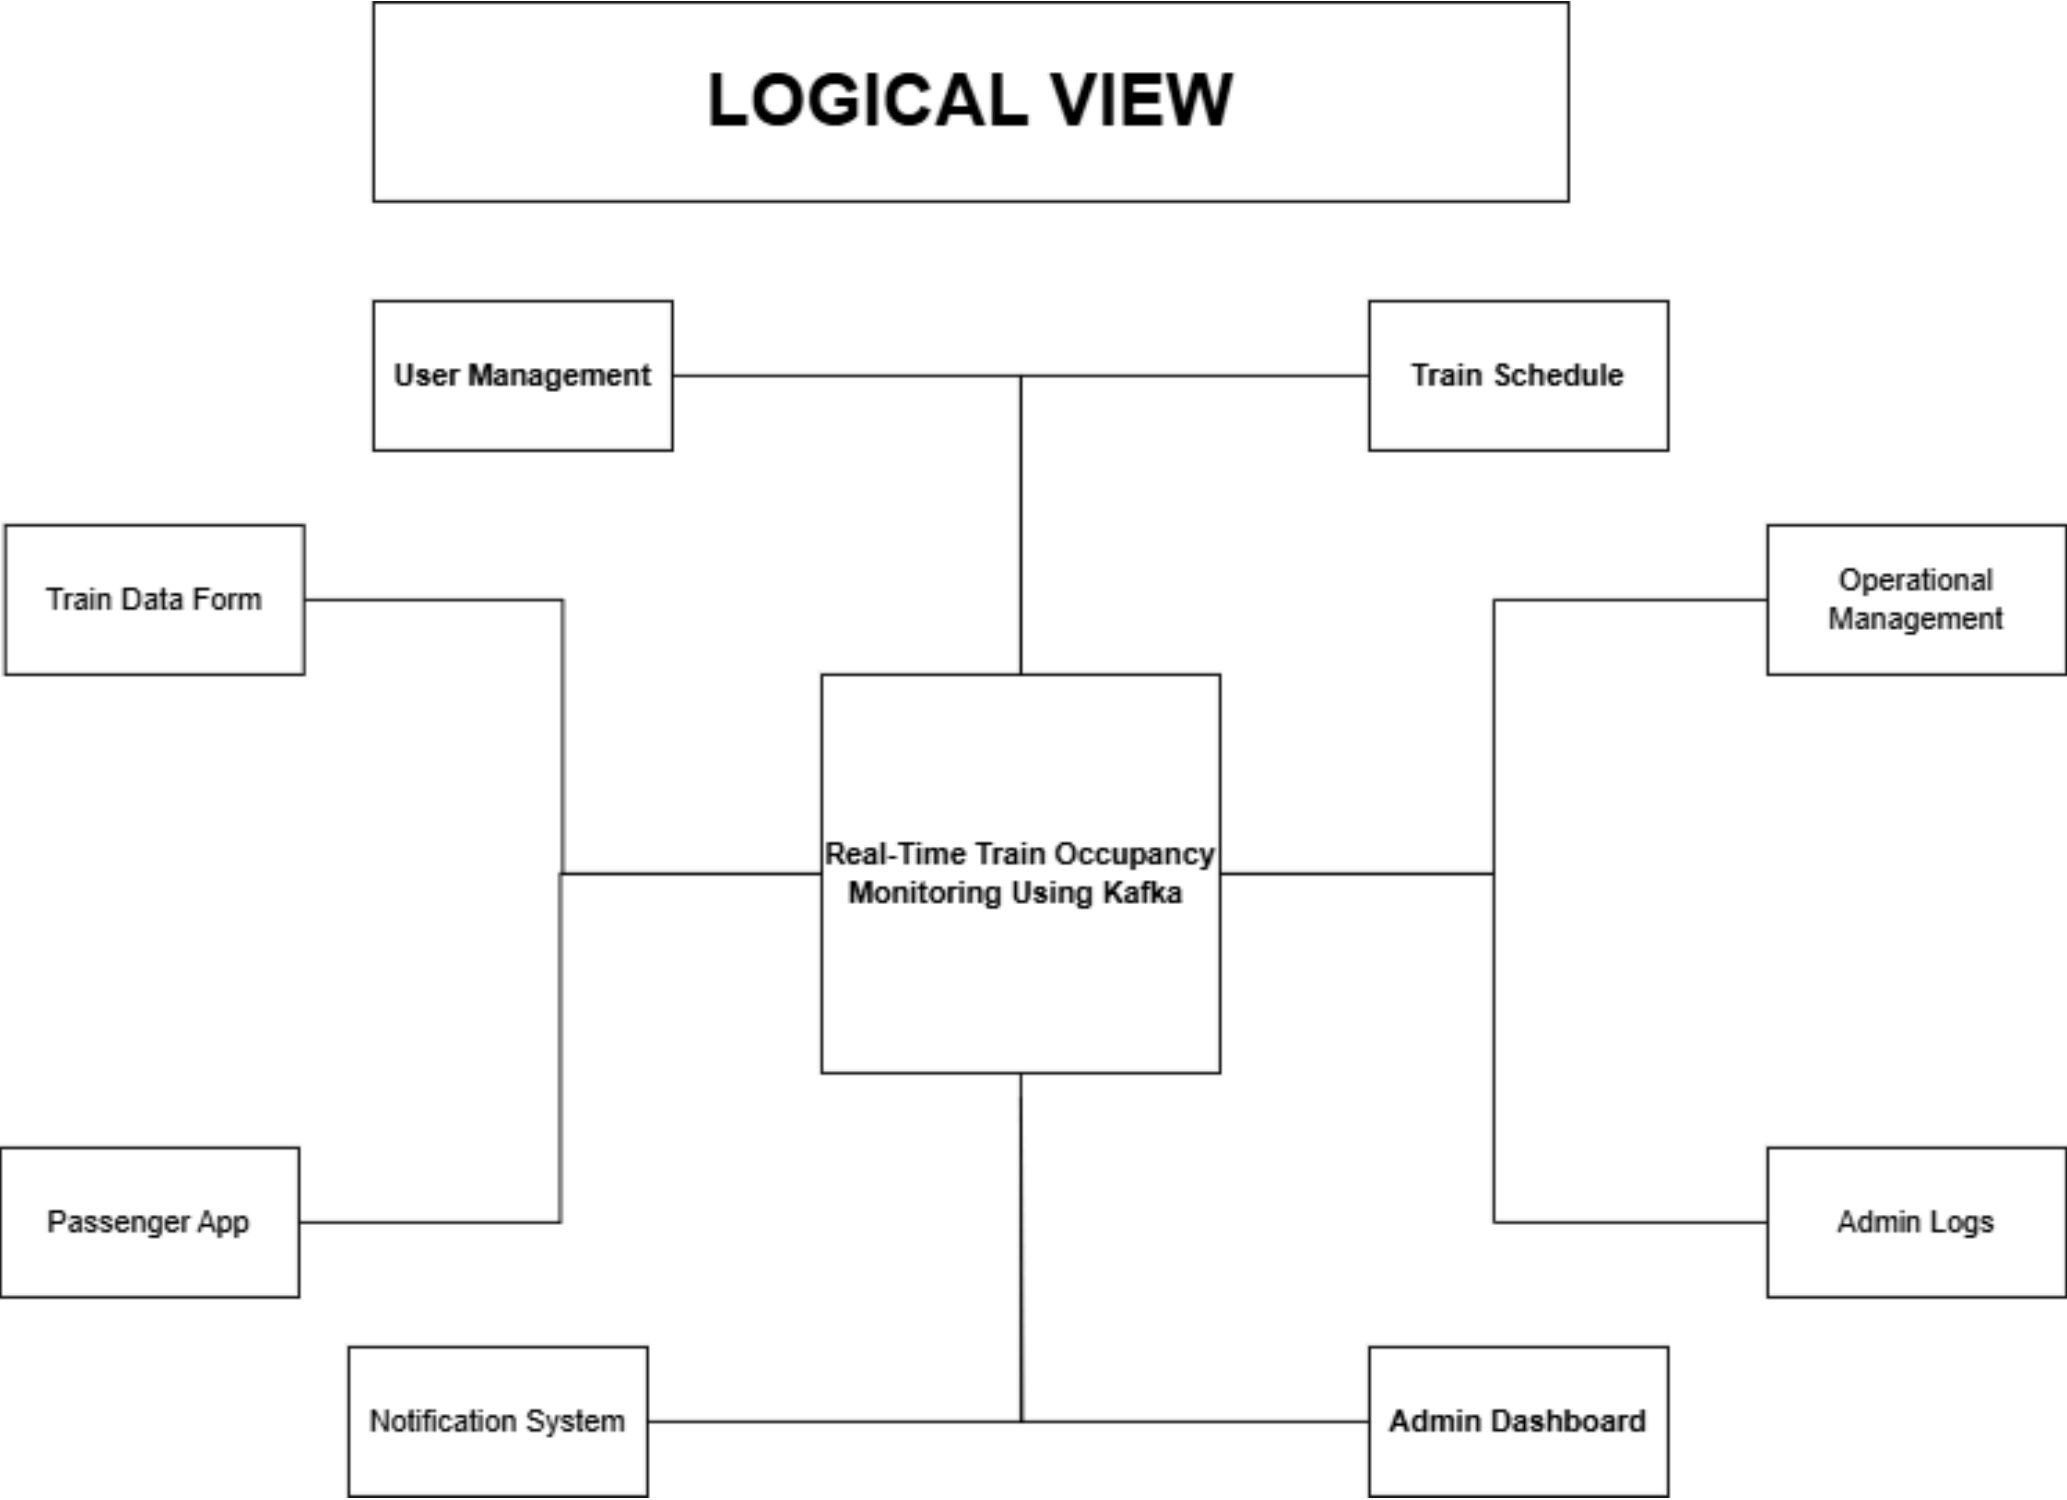 LOGICAL VIEW
User Management
Train Schedule
Train Data Form
Operational
Management
Real-Time Train Occupancy
Monitoring Using Kafka
Passenger App
Admin Logs
Notification System
Admin Dashboard